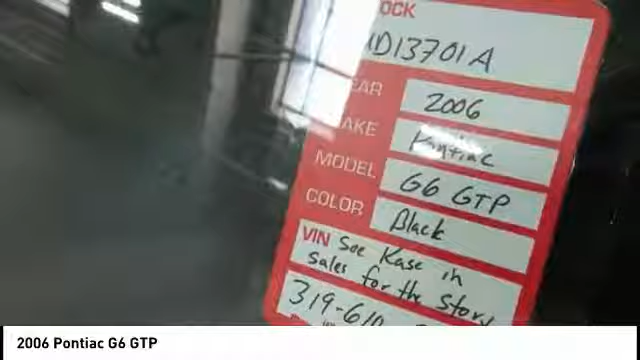 OCK
D13701A
EAR 2006
AKE Pontiac
MODEL G6 GTP
COLOR Black
VIN See Kase in
sales for the story
319-61
2006 Pontiac G6 GTP